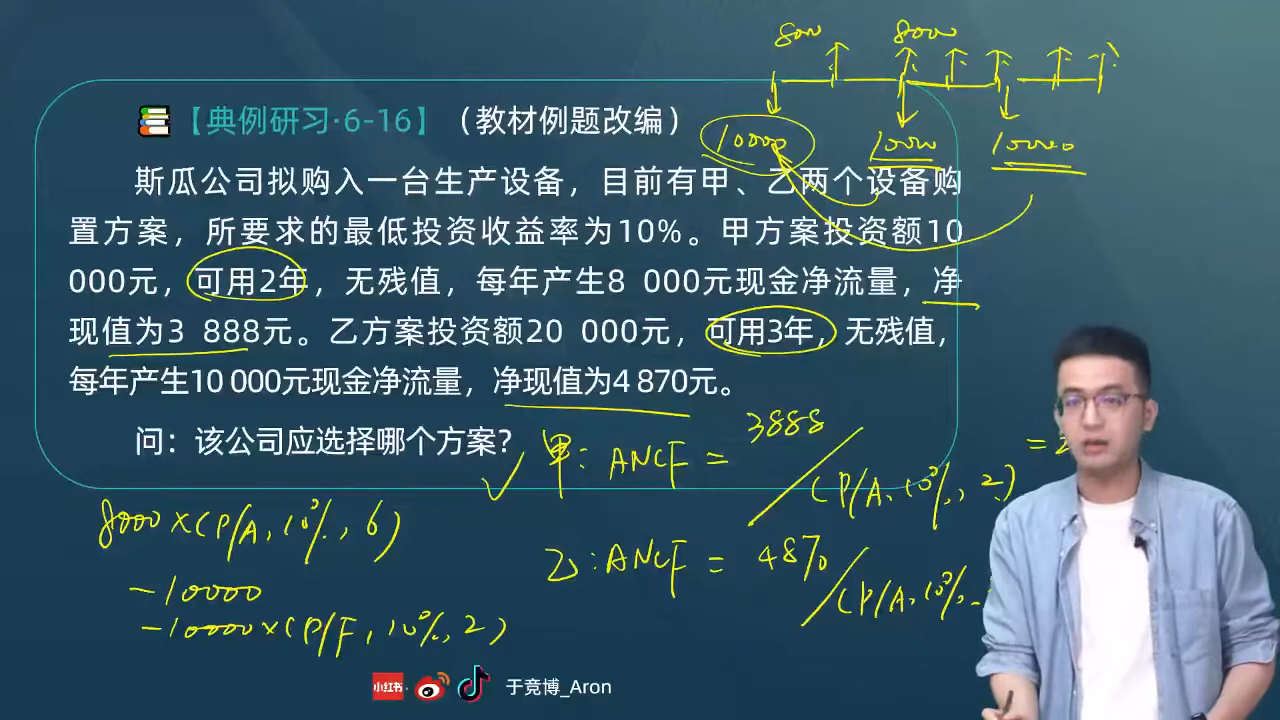 8000 8000
10000 10000 10000
【典例研习·6-16】（教材例题改编）
斯瓜公司拟购入一台生产设备，目前有甲、乙两个设备购
置方案，所要求的最低投资收益率为10%。甲方案投资额10
000元，可用2年，无残值，每年产生8 000元现金净流量，净
现值为3 888元。乙方案投资额20 000元，可用3年，无残值，
每年产生10 000元现金净流量，净现值为4 870元。
问：该公司应选择哪个方案？
甲：ANCF = 3888/(P/A,10%,2) = 2
乙：ANCF = 4870/(P/A,10%,
8000×(P/A,10%,6)
-10000
-10000×(P/F,10%,2)
小红书 于竞博_Aron